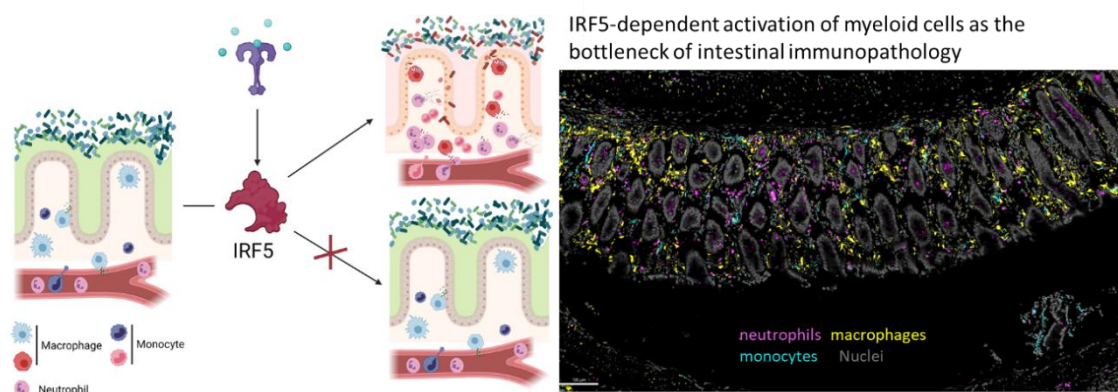 IRF5-dependent activation of myeloid cells as the
bottleneck of intestinal immunopathology
IRF5
Macrophage
Monocyte
Neutrophil
neutrophils macrophages
monocytes Nuclei